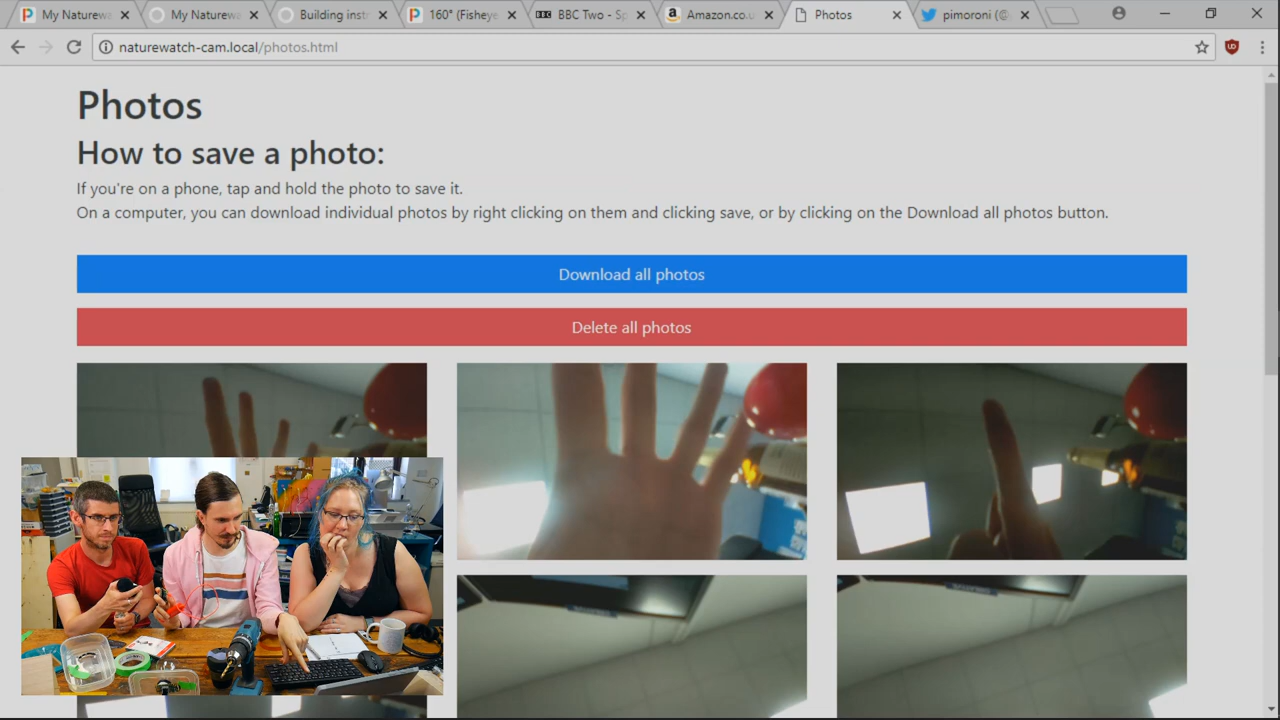 My Naturewa
My Naturewa
Building instr
160° (Fisheye
BBC Two - Sp
Amazon.co.u
Photos
pimoroni (@
naturewatch-cam.local/photos.html
Photos
How to save a photo:
If you're on a phone, tap and hold the photo to save it.
On a computer, you can download individual photos by right clicking on them and clicking save, or by clicking on the Download all photos button.
Download all photos
Delete all photos